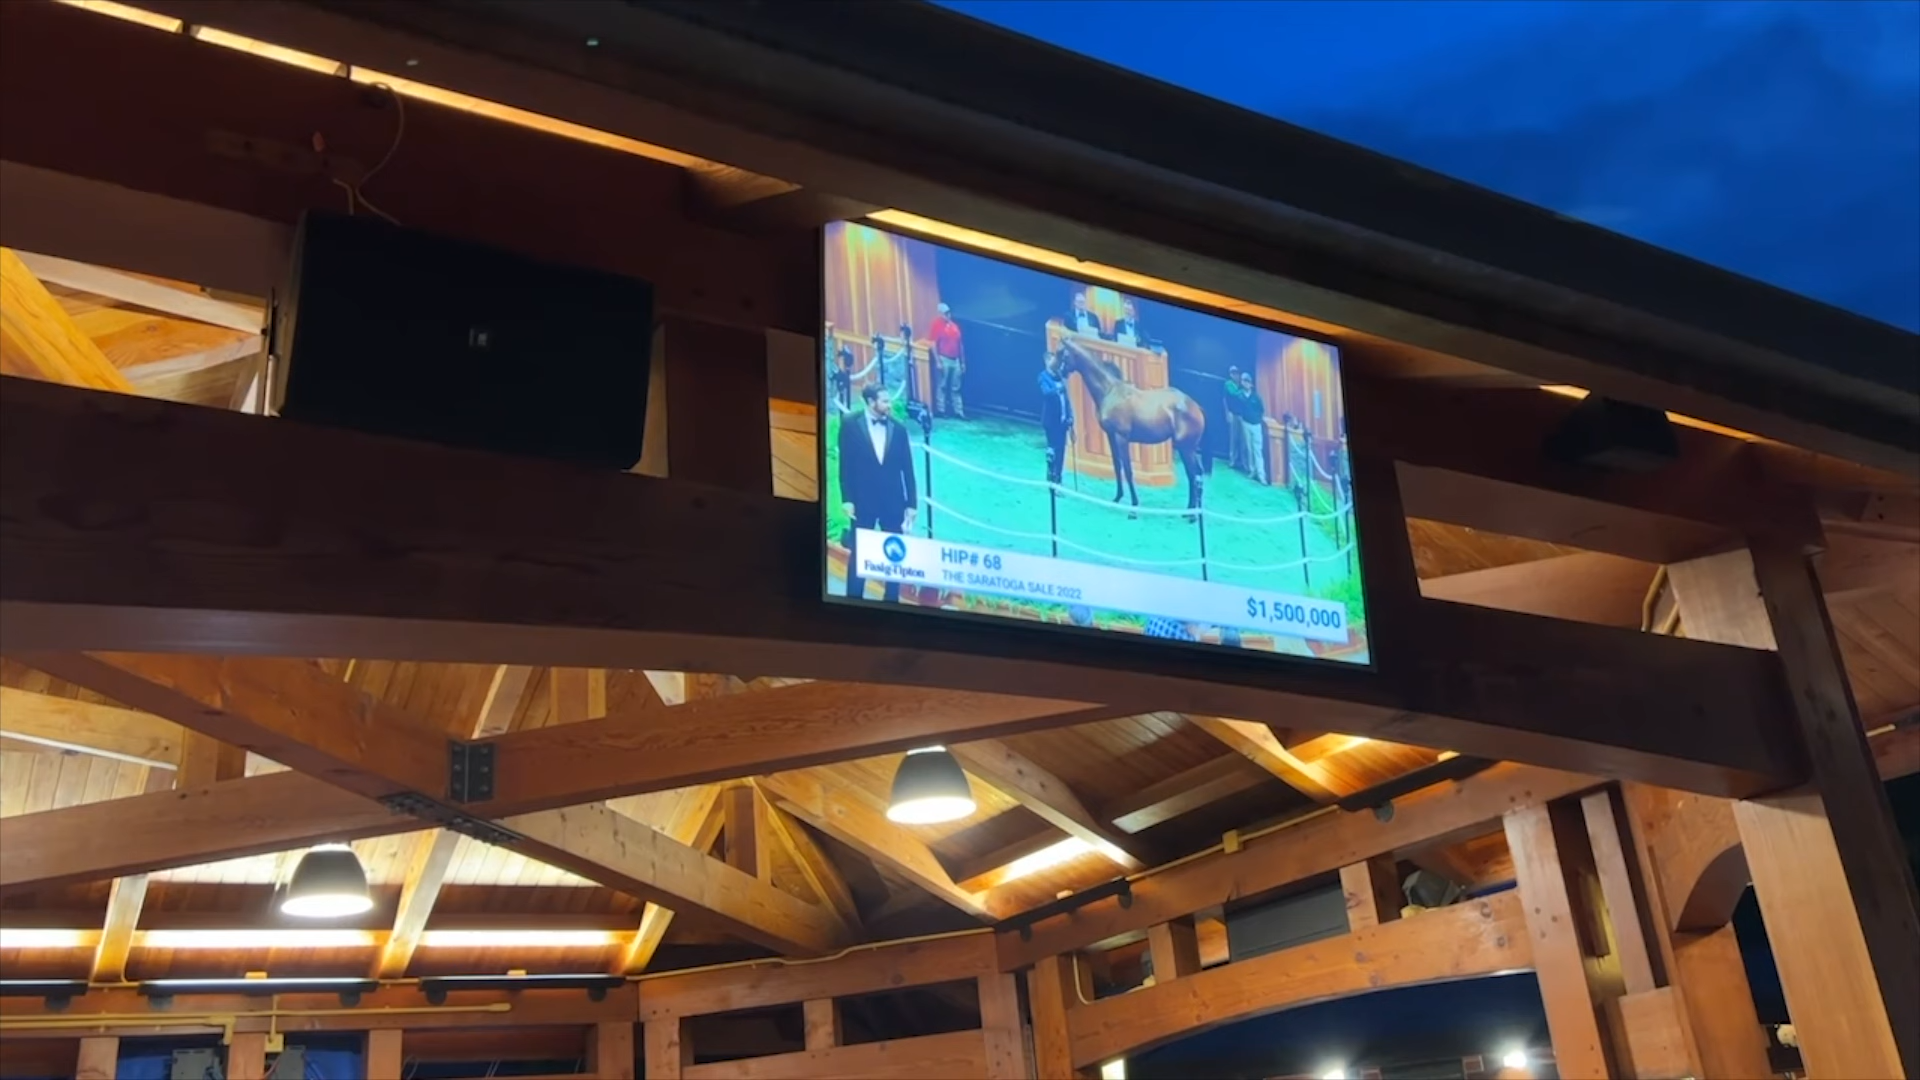 Fasig-Tipton
HIP# 68
THE SARATOGA SALE 2022
$1,500,000